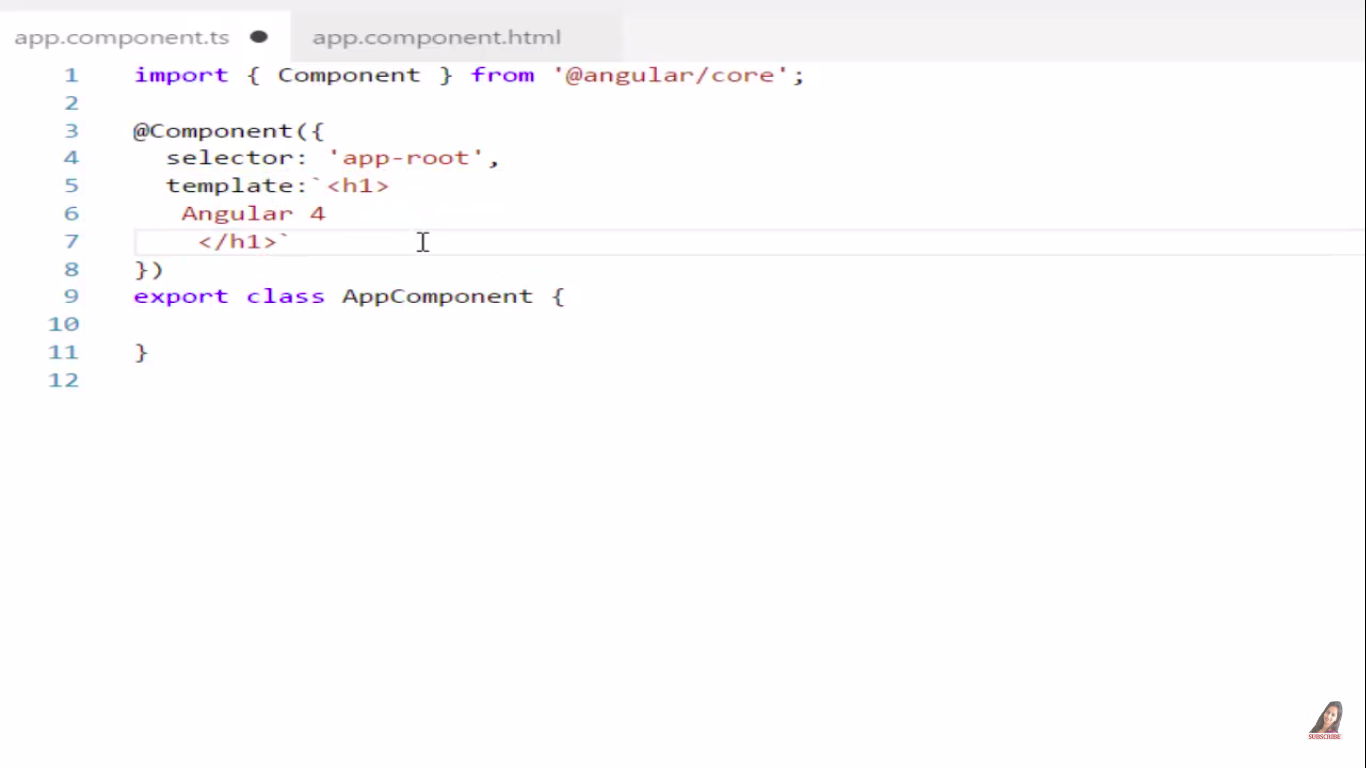 app.component.ts ● app.component.html
1 import { Component } from '@angular/core';
2
3 @Component({
4   selector: 'app-root',
5   template:`<h1>
6    Angular 4
7     </h1>`
8 })
9 export class AppComponent {
10
11 }
12
SUBSCRIBE